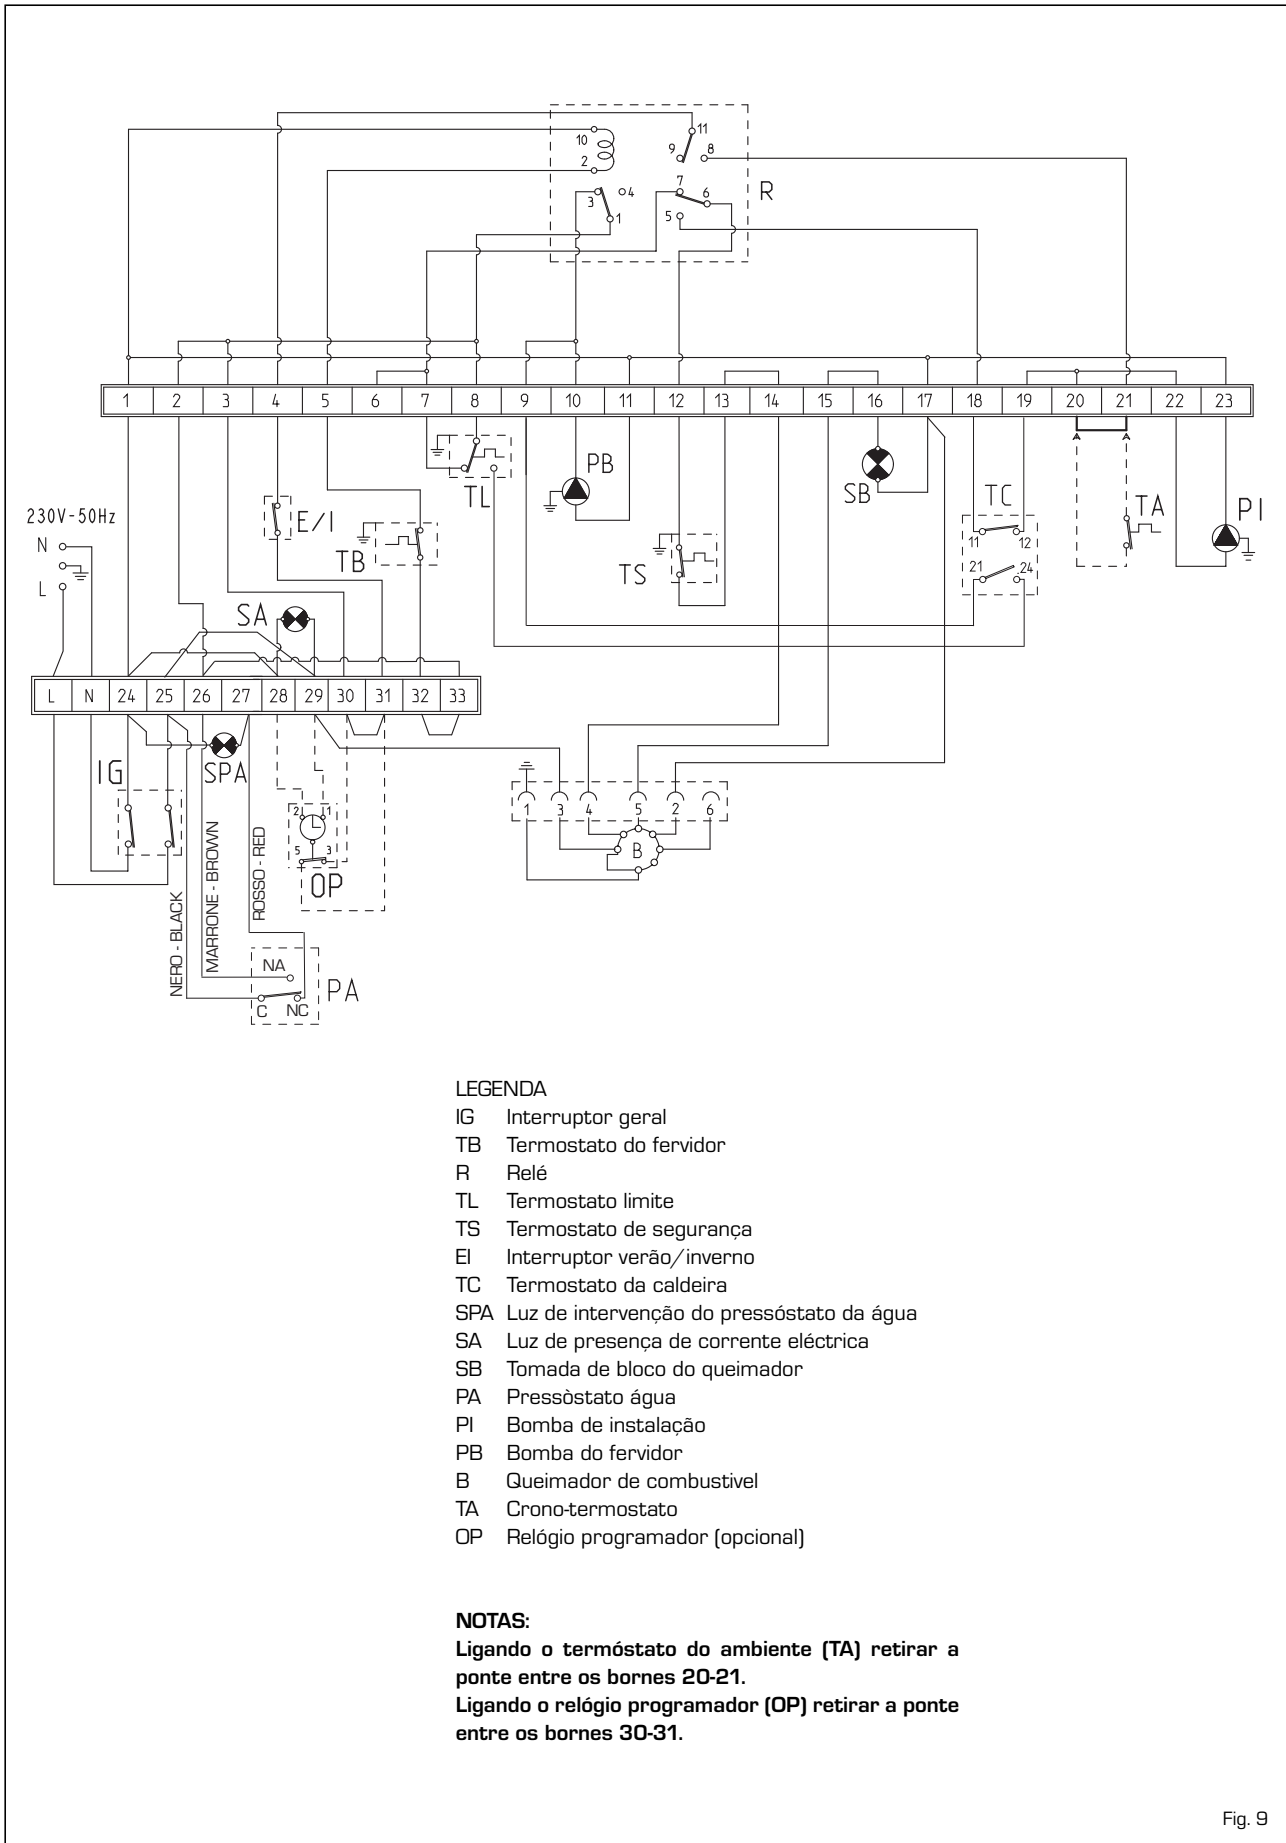 10
2
11
9
8
3
4
1
7
6
5
R
1 2 3 4 5 6 7 8 9 10 11 12 13 14 15 16 17 18 19 20 21 22 23
TL
PB
SB
TC
TA
PI
230V-50Hz
N
L
E/I
TB
TS
11 12
21 24
SA
L N 24 25 26 27 28 29 30 31 32 33
IG
SPA
2 1
5 3
OP
1 3 4 5 2 6
B
NERO - BLACK
MARRONE - BROWN
ROSSO - RED
NA
C NC
PA
LEGENDA
IG Interruptor geral
TB Termostato do fervidor
R Relé
TL Termostato limite
TS Termostato de segurança
EI Interruptor verão/inverno
TC Termostato da caldeira
SPA Luz de intervenção do pressóstato da água
SA Luz de presença de corrente eléctrica
SB Tomada de bloco do queimador
PA Pressòstato água
PI Bomba de instalação
PB Bomba do fervidor
B Queimador de combustivel
TA Crono-termostato
OP Relógio programador (opcional)
NOTAS:
Ligando o termóstato do ambiente (TA) retirar a
ponte entre os bornes 20-21.
Ligando o relógio programador (OP) retirar a ponte
entre os bornes 30-31.
Fig. 9